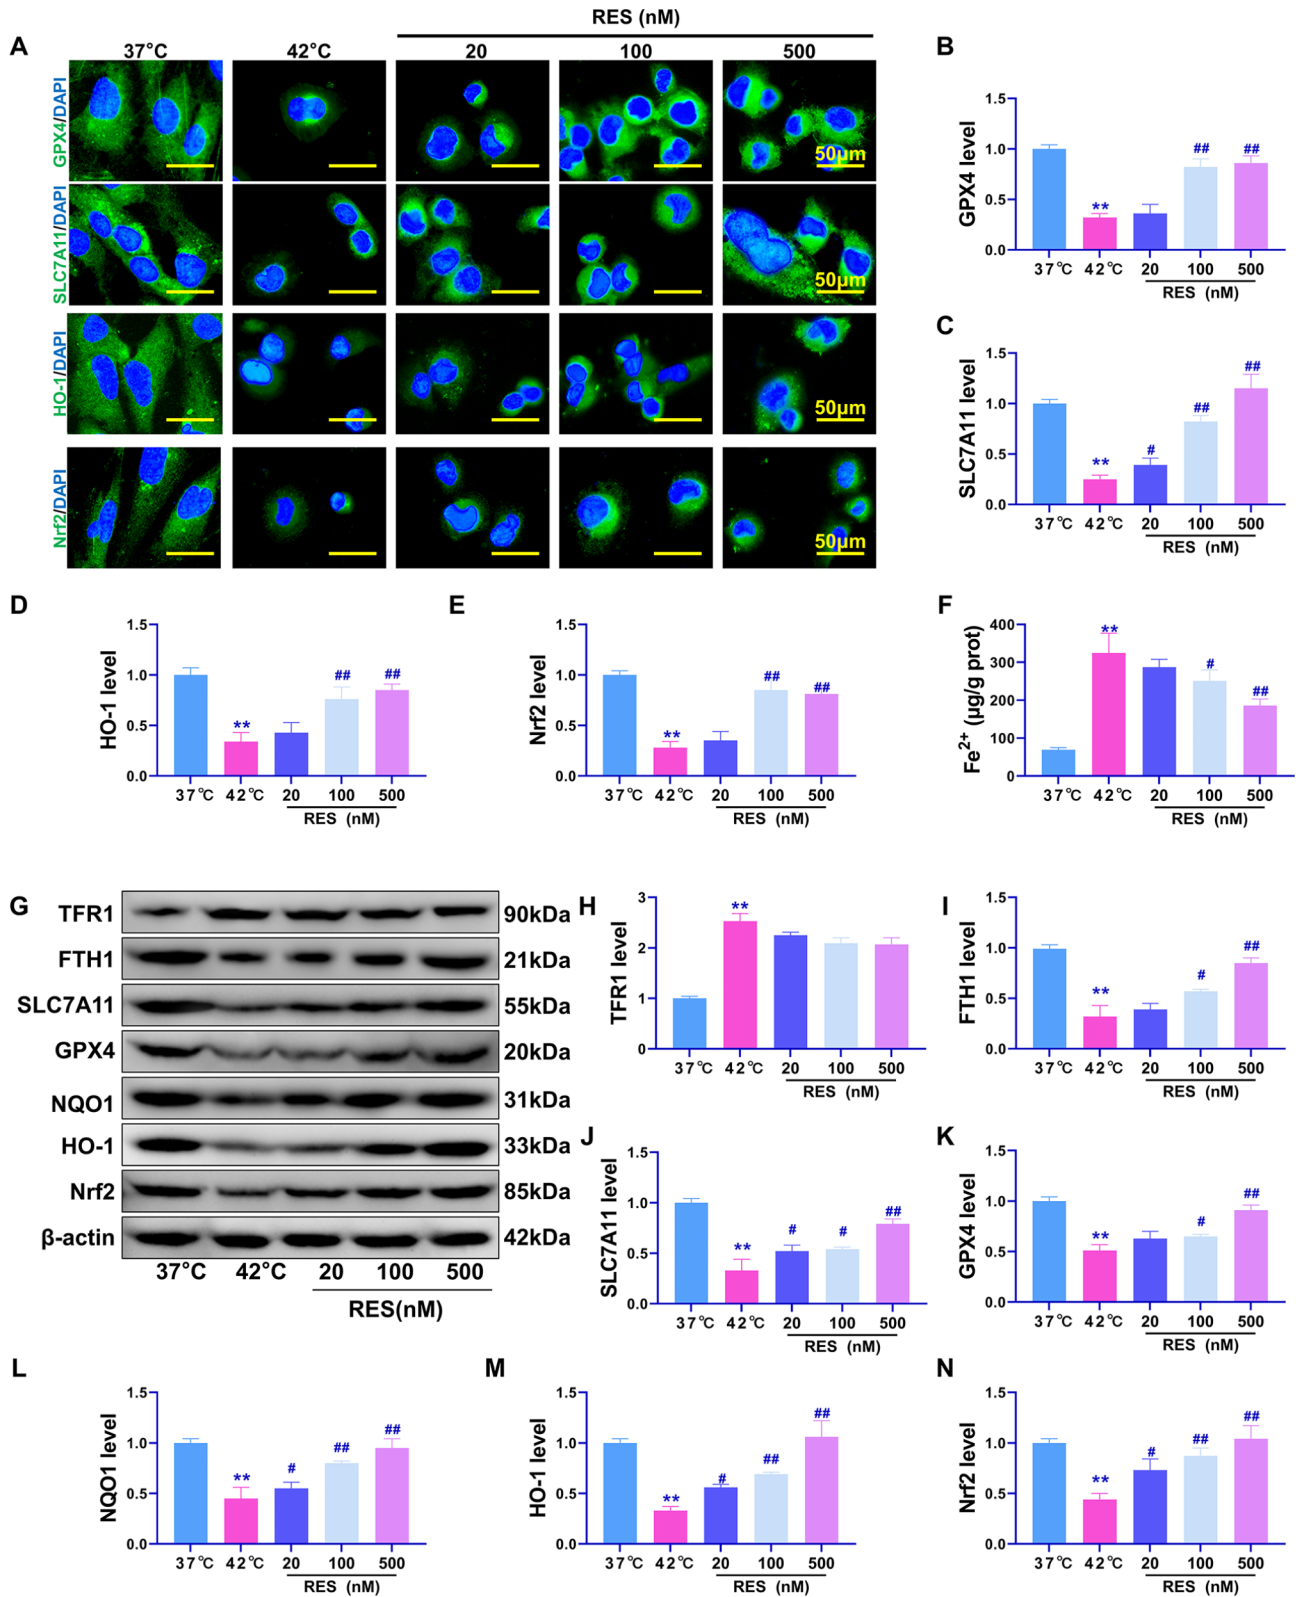 RES (nM)
A
37°C 42°C 20 100 500
GPX4/DAPI
50μm
SLC7A11/DAPI
50μm
HO-1/DAPI
50μm
Nrf2/DAPI
50μm
B
GPX4 level
1.5
1.0
0.5
0.0
** ## ##
37℃ 42℃ 20 100 500
RES (nM)
C
SLC7A11 level
1.5
1.0
0.5
0.0
** # ## ##
37℃ 42℃ 20 100 500
RES (nM)
D
HO-1 level
1.5
1.0
0.5
0.0
** ## ##
37℃ 42℃ 20 100 500
RES (nM)
E
Nrf2 level
1.5
1.0
0.5
0.0
** ## ##
37℃ 42℃ 20 100 500
RES (nM)
F
Fe2+ (μg/g prot)
400
300
200
100
0
** # ##
37℃ 42℃ 20 100 500
RES (nM)
G
TFR1 90kDa
FTH1 21kDa
SLC7A11 55kDa
GPX4 20kDa
NQO1 31kDa
HO-1 33kDa
Nrf2 85kDa
β-actin 42kDa
37°C 42°C 20 100 500
RES(nM)
H
TFR1 level
3
2
1
0
**
37℃ 42℃ 20 100 500
RES (nM)
I
FTH1 level
1.5
1.0
0.5
0.0
** # ##
37℃ 42℃ 20 100 500
RES (nM)
J
SLC7A11 level
1.5
1.0
0.5
0.0
** # # ##
37℃ 42℃ 20 100 500
RES (nM)
K
GPX4 level
1.5
1.0
0.5
0.0
** # ##
37℃ 42℃ 20 100 500
RES (nM)
L
NQO1 level
1.5
1.0
0.5
0.0
** # ## ##
37℃ 42℃ 20 100 500
RES (nM)
M
HO-1 level
1.5
1.0
0.5
0.0
** # ## ##
37℃ 42℃ 20 100 500
RES (nM)
N
Nrf2 level
1.5
1.0
0.5
0.0
** # ## ##
37℃ 42℃ 20 100 500
RES (nM)